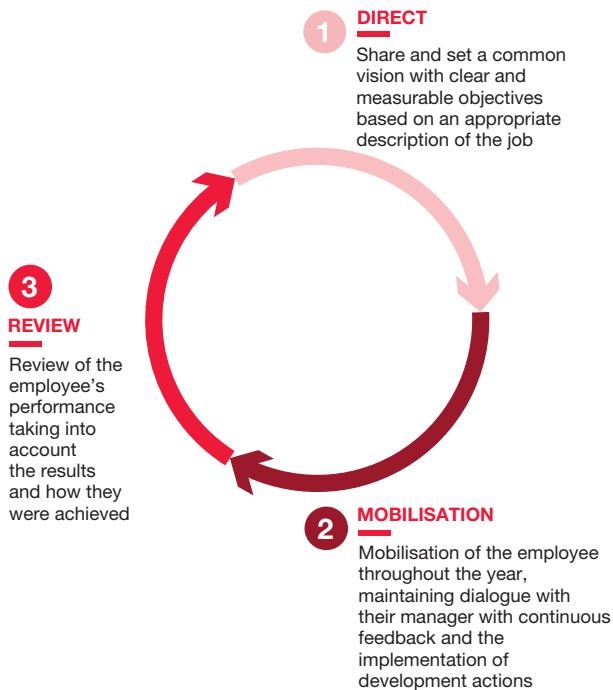 1
DIRECT
Share and set a common
vision with clear and
measurable objectives
based on an appropriate
description of the job
2
MOBILISATION
Mobilisation of the employee
throughout the year,
maintaining dialogue with
their manager with continuous
feedback and the
implementation of
development actions
3
REVIEW
Review of the
employee’s
performance
taking into
account
the results
and how they
were achieved